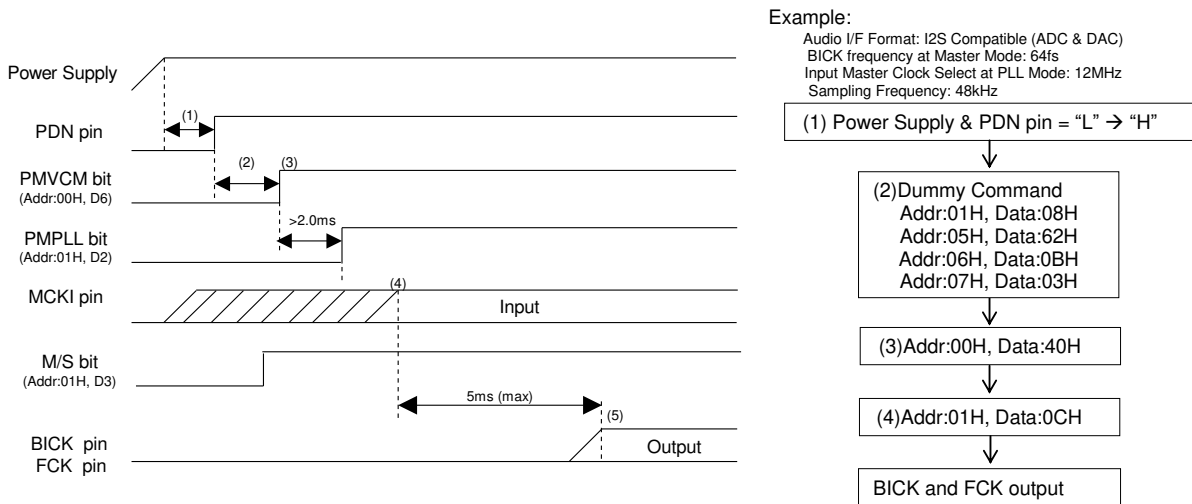 Power Supply
(1)
PDN pin
(2)
(3)
PMVCM bit
(Addr:00H, D6)
>2.0ms
PMPLL bit
(Addr:01H, D2)
(4)
MCKI pin
Input
M/S bit
(Addr:01H, D3)
5ms (max)
(5)
BICK pin
FCK pin
Output
Example:
Audio I/F Format: I2S Compatible (ADC & DAC)
BICK frequency at Master Mode: 64fs
Input Master Clock Select at PLL Mode: 12MHz
Sampling Frequency: 48kHz
(1) Power Supply & PDN pin = “L” → “H”
(2)Dummy Command
Addr:01H, Data:08H
Addr:05H, Data:62H
Addr:06H, Data:0BH
Addr:07H, Data:03H
(3)Addr:00H, Data:40H
(4)Addr:01H, Data:0CH
BICK and FCK output